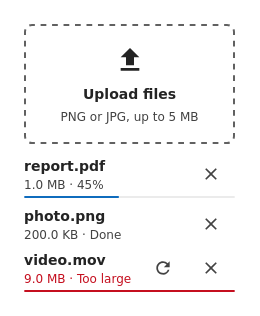 Upload files
PNG or JPG, up to 5 MB
report.pdf
1.0 MB · 45%
photo.png
200.0 KB · Done
video.mov
9.0 MB · Too large